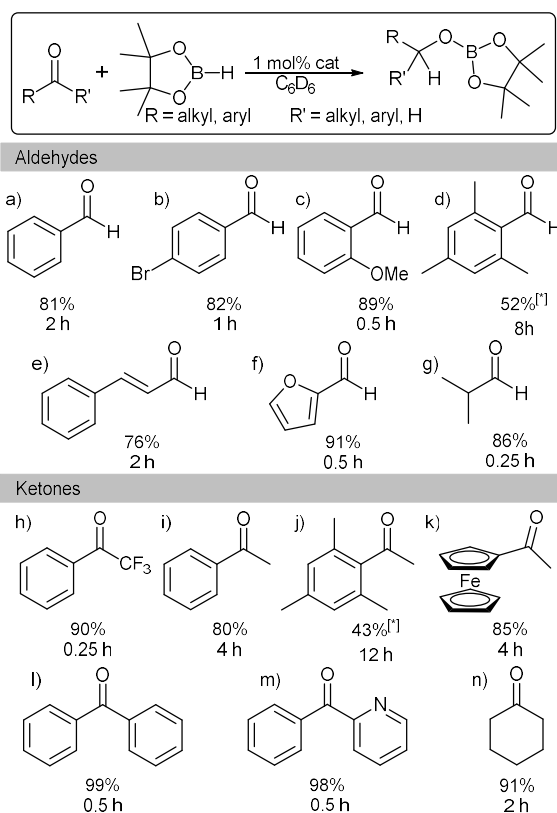 O
R R'
+
O
B H
O
1 mol% cat
C6D6
R O B O
R' H O
R = alkyl, aryl R' = alkyl, aryl, H
Aldehydes
a) O H
81%
2 h
b) O H Br
82%
1 h
c) O H OMe
89%
0.5 h
d) O H
52%[*]
8h
e) O H
76%
2 h
f) O O H
91%
0.5 h
g) O H
86%
0.25 h
Ketones
h) O CF3
90%
0.25 h
i) O
80%
4 h
j) O
43%[*]
12 h
k) O Fe
85%
4 h
l) O
99%
0.5 h
m) O N
98%
0.5 h
n) O
91%
2 h